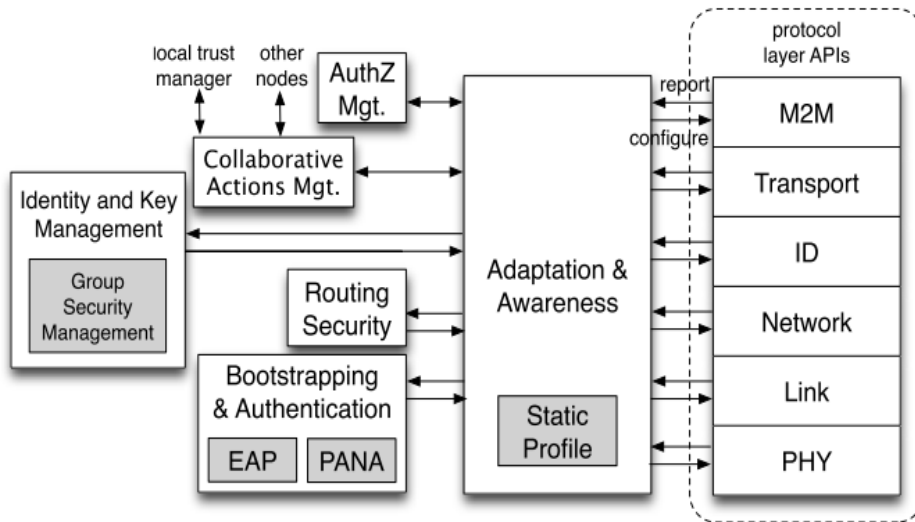 local trust
manager
other
nodes
AuthZ
Mgt.
Collaborative
Actions Mgt.
Identity and Key
Management
Group
Security
Management
Routing
Security
Bootstrapping
& Authentication
EAP
PANA
Adaptation &
Awareness
Static
Profile
report
configure
protocol
layer APIs
M2M
Transport
ID
Network
Link
PHY